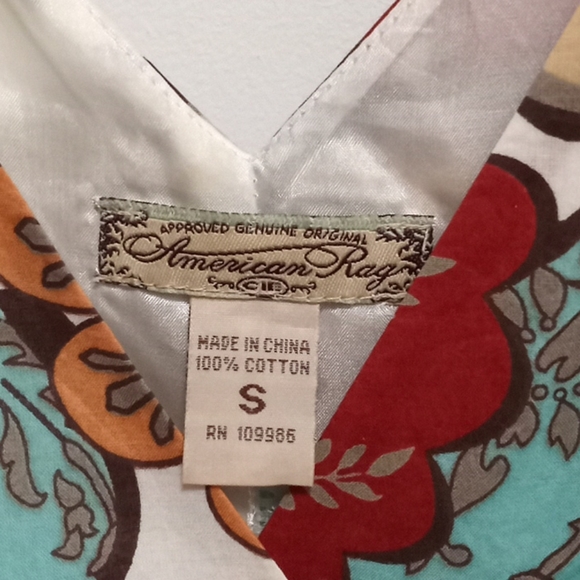 APPROVED GENUINE ORIGINAL
American Rag
CIE
MADE IN CHINA
100% COTTON
S
RN 109986